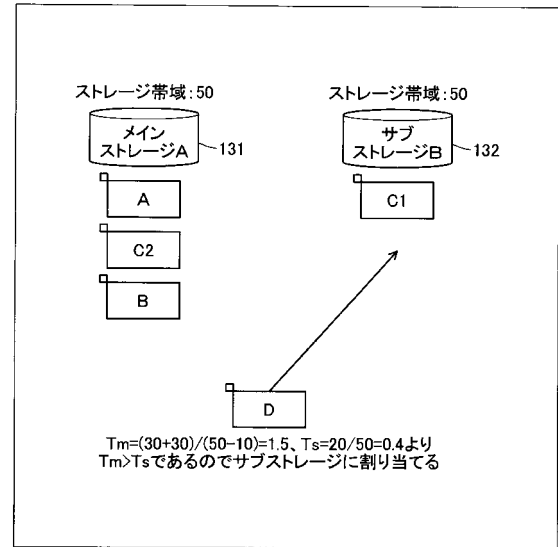 ストレージ帯域:50
メイン
ストレージA
131
A
C2
B
ストレージ帯域:50
サブ
ストレージB
132
C1
D
Tm=(30+30)/(50-10)=1.5、Ts=20/50=0.4より
Tm>Tsであるのでサブストレージに割り当てる